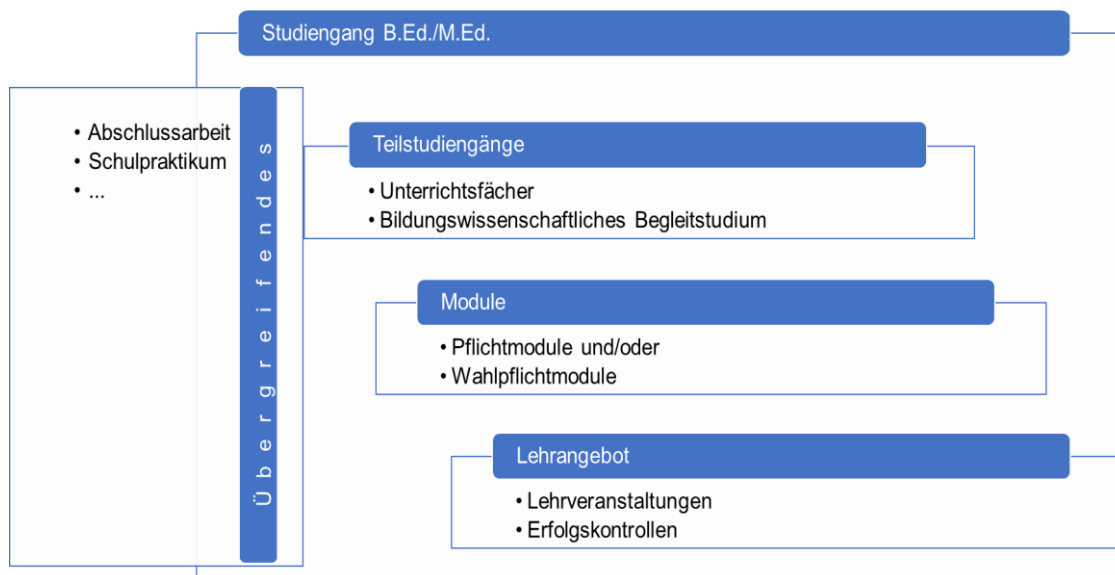 Studiengang B.Ed./M.Ed.
Übergreifendes
• Abschlussarbeit
• Schulpraktikum
• ...
Teilstudiengänge
• Unterrichtsfächer
• Bildungswissenschaftliches Begleitstudium
Module
• Pflichtmodule und/oder
• Wahlpflichtmodule
Lehrangebot
• Lehrveranstaltungen
• Erfolgskontrollen